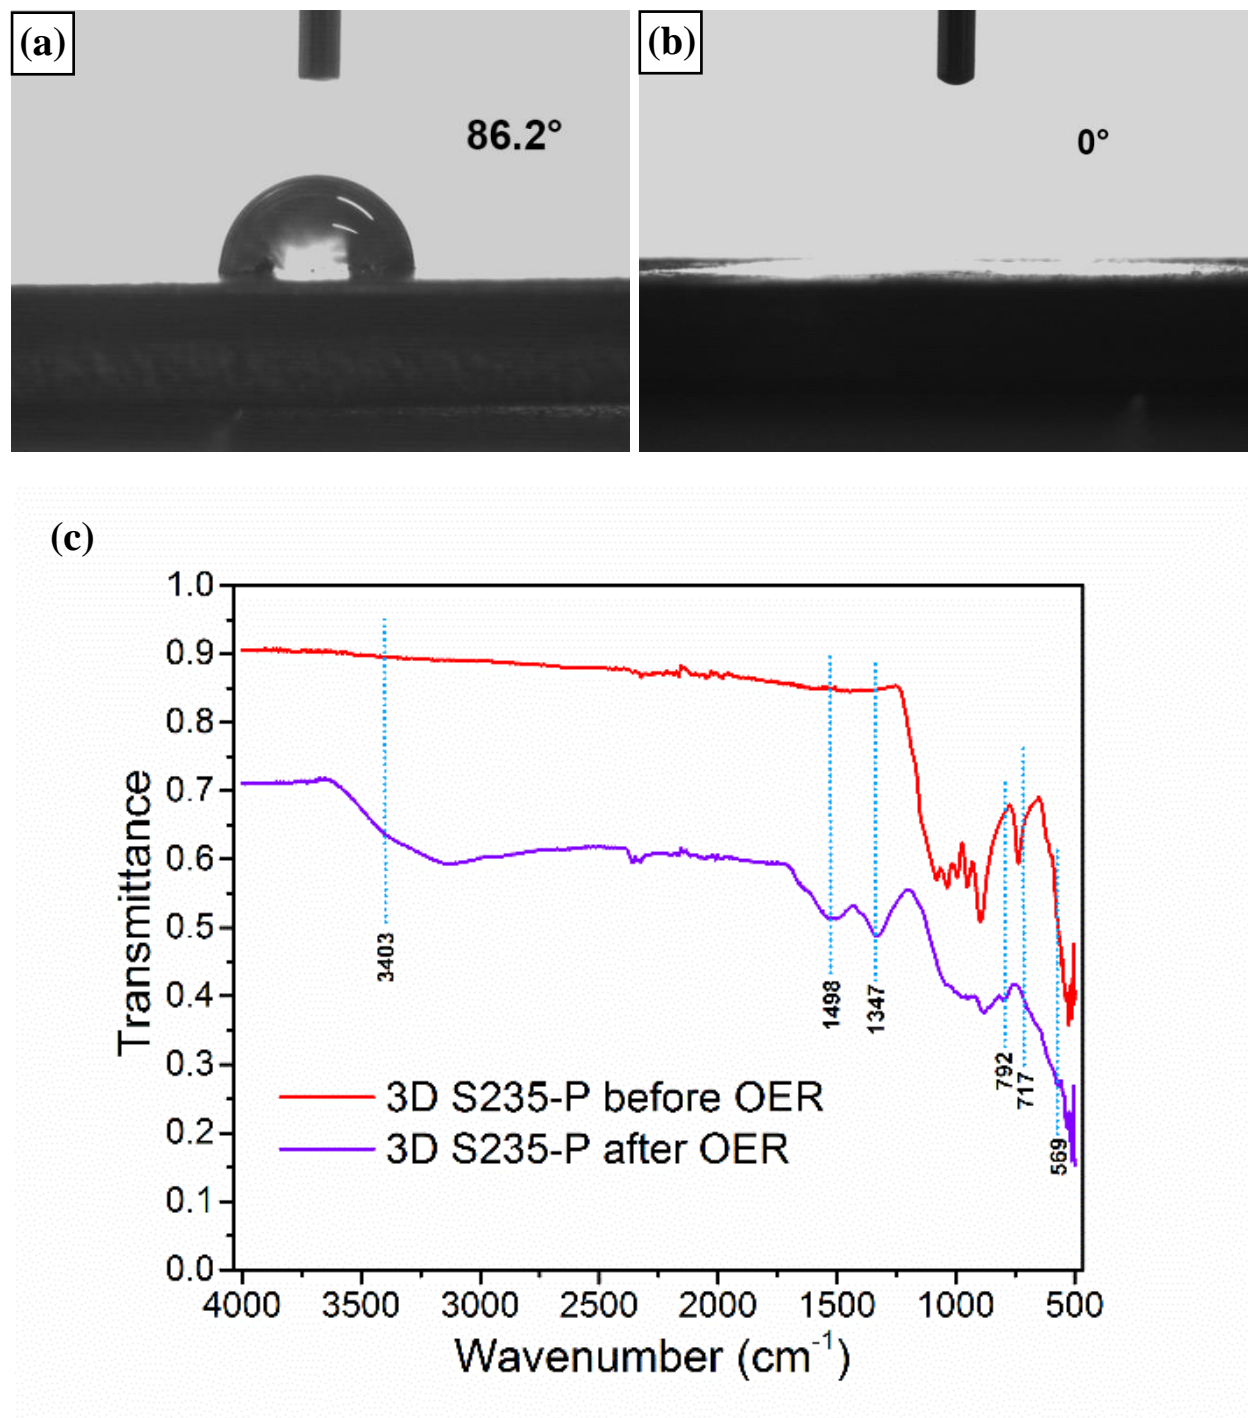 (a)
86.2°
(b)
0°
(c)
1.0
0.9
0.8
0.7
0.6
0.5
0.4
0.3
0.2
0.1
0.0
Transmittance
3403
1498
1347
792
717
569
3D S235-P before OER
3D S235-P after OER
4000 3500 3000 2500 2000 1500 1000 500
Wavenumber (cm⁻¹)